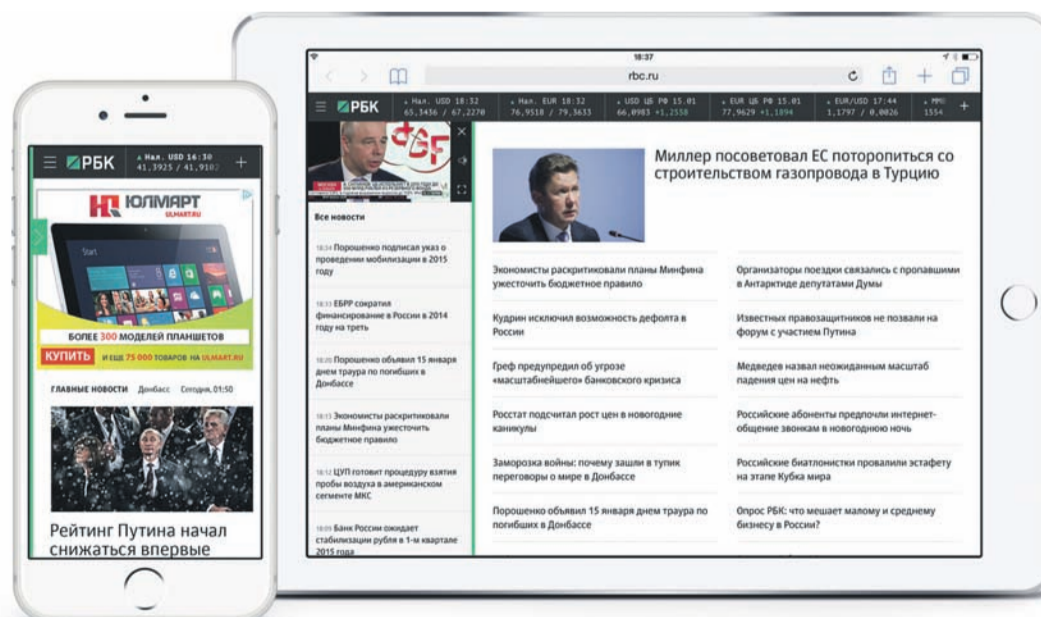 РБК
▲ Нал. USD 16:30
41,3925 / 41,9102
+
ЮЛМАРТ
ULMART.RU
Start
БОЛЕЕ 300 МОДЕЛЕЙ ПЛАНШЕТОВ
КУПИТЬ И ЕЩЕ 75 000 ТОВАРОВ НА ULMART.RU
ГЛАВНЫЕ НОВОСТИ Донбасс Сегодня, 01:50
Рейтинг Путина начал
снижаться впервые
18:37
rbc.ru
РБК
▲ Нал. USD 18:32
65,3436 / 67,2270
▲ Нал. EUR 18:32
76,9518 / 79,3633
▲ USD ЦБ РФ 15.01
66,0983 +1,2558
▲ EUR ЦБ РФ 15.01
77,9629 +1,1894
▲ EUR/USD 17:44
1,1797 / 0,0026
1554
+
Все новости
18:34 Порошенко подписал указ о
проведении мобилизации в 2015
году
18:33 ЕБРР сократил
финансирование в России в 2014
году на треть
18:20 Порошенко объявил 15 января
днем траура по погибших в
Донбассе
18:13 Экономисты раскритиковали
планы Минфина ужесточить
бюджетное правило
18:12 ЦУП готовит процедуру взятия
пробы воздуха в американском
сегменте МКС
18:09 Банк России ожидает
стабилизации рубля в 1-м квартале
2015 года
Миллер посоветовал ЕС поторопиться со
строительством газопровода в Турцию
Экономисты раскритиковали планы Минфина
ужесточить бюджетное правило
Кудрин исключил возможность дефолта в
России
Греф предупредил об угрозе
«масштабнейшего» банковского кризиса
Росстат подсчитал рост цен в новогодние
каникулы
Заморозка войны: почему зашли в тупик
переговоры о мире в Донбассе
Порошенко объявил 15 января днем траура по
погибших в Донбассе
Организаторы поездки связались с пропавшими
в Антарктиде депутатами Думы
Известных правозащитников не позвали на
форум с участием Путина
Медведев назвал неожиданным масштаб
падения цен на нефть
Российские абоненты предпочли интернет-
общение звонкам в новогоднюю ночь
Российские биатлонистки провалили эстафету
на этапе Кубка мира
Опрос РБК: что мешает малому и среднему
бизнесу в России?